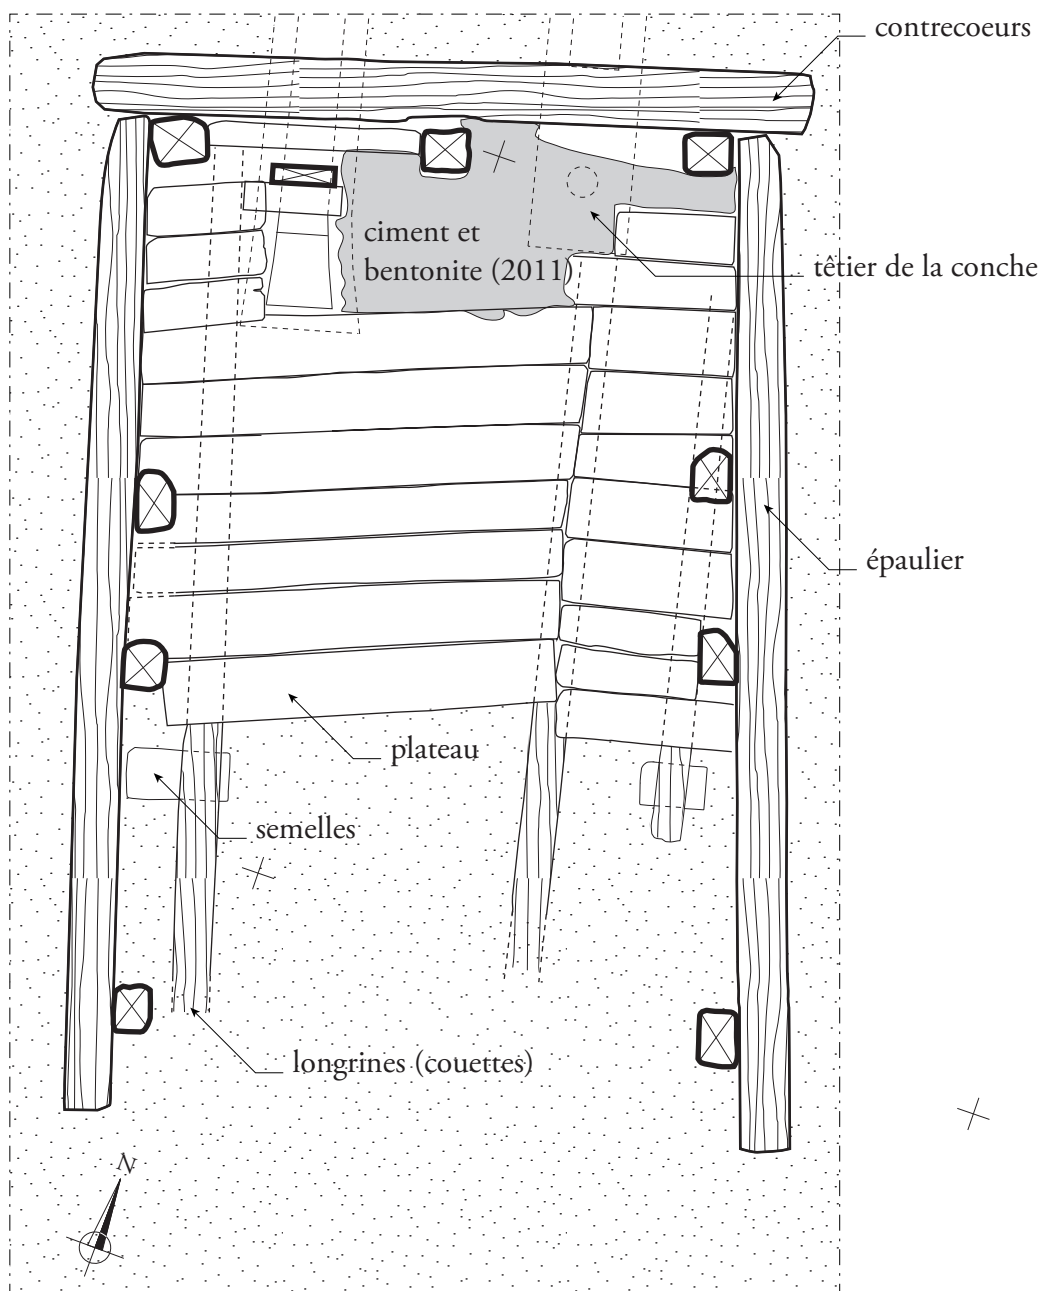 contrecoeurs
ciment et
bentonite (2011)
têtier de la conche
épaulier
plateau
semelles
longrines (couettes)
N